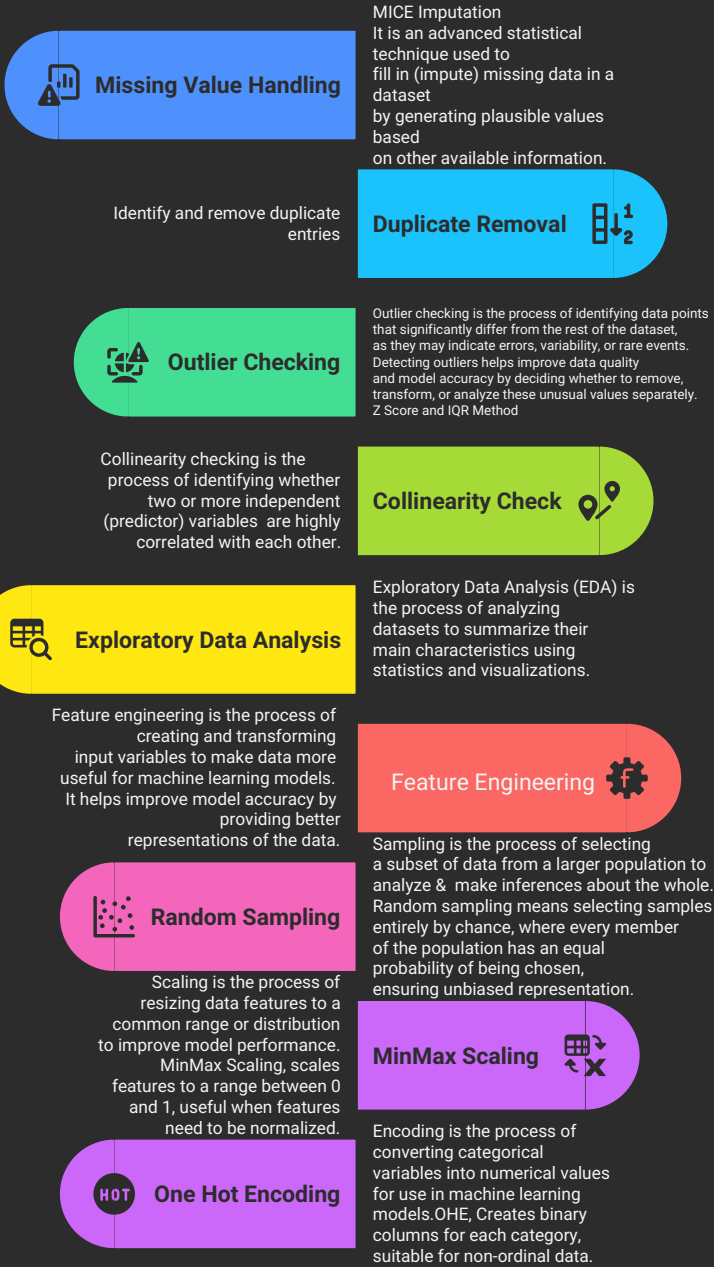 MICE Imputation
It is an advanced statistical
technique used to
fill in (impute) missing data in a
dataset
by generating plausible values
based
on other available information.
Missing Value Handling
Identify and remove duplicate
entries
Duplicate Removal
1
2
Outlier Checking
Outlier checking is the process of identifying data points
that significantly differ from the rest of the dataset,
as they may indicate errors, variability, or rare events.
Detecting outliers helps improve data quality
and model accuracy by deciding whether to remove,
transform, or analyze these unusual values separately.
Z Score and IQR Method
Collinearity checking is the
process of identifying whether
two or more independent
(predictor) variables  are highly
correlated with each other.
Collinearity Check
Exploratory Data Analysis
Exploratory Data Analysis (EDA) is
the process of analyzing
datasets to summarize their
main characteristics using
statistics and visualizations.
Feature engineering is the process of
creating and transforming
input variables to make data more
useful for machine learning models.
It helps improve model accuracy by
providing better
representations of the data.
Feature Engineering
f
Random Sampling
Sampling is the process of selecting
a subset of data from a larger population to
analyze &  make inferences about the whole.
Random sampling means selecting samples
entirely by chance, where every member
of the population has an equal
probability of being chosen,
ensuring unbiased representation.
Scaling is the process of
resizing data features to a
common range or distribution
to improve model performance.
MinMax Scaling, scales
features to a range between 0
and 1, useful when features
need to be normalized.
MinMax Scaling
X
HOT
One Hot Encoding
Encoding is the process of
converting categorical
variables into numerical values
for use in machine learning
models.OHE, Creates binary
columns for each category,
suitable for non-ordinal data.